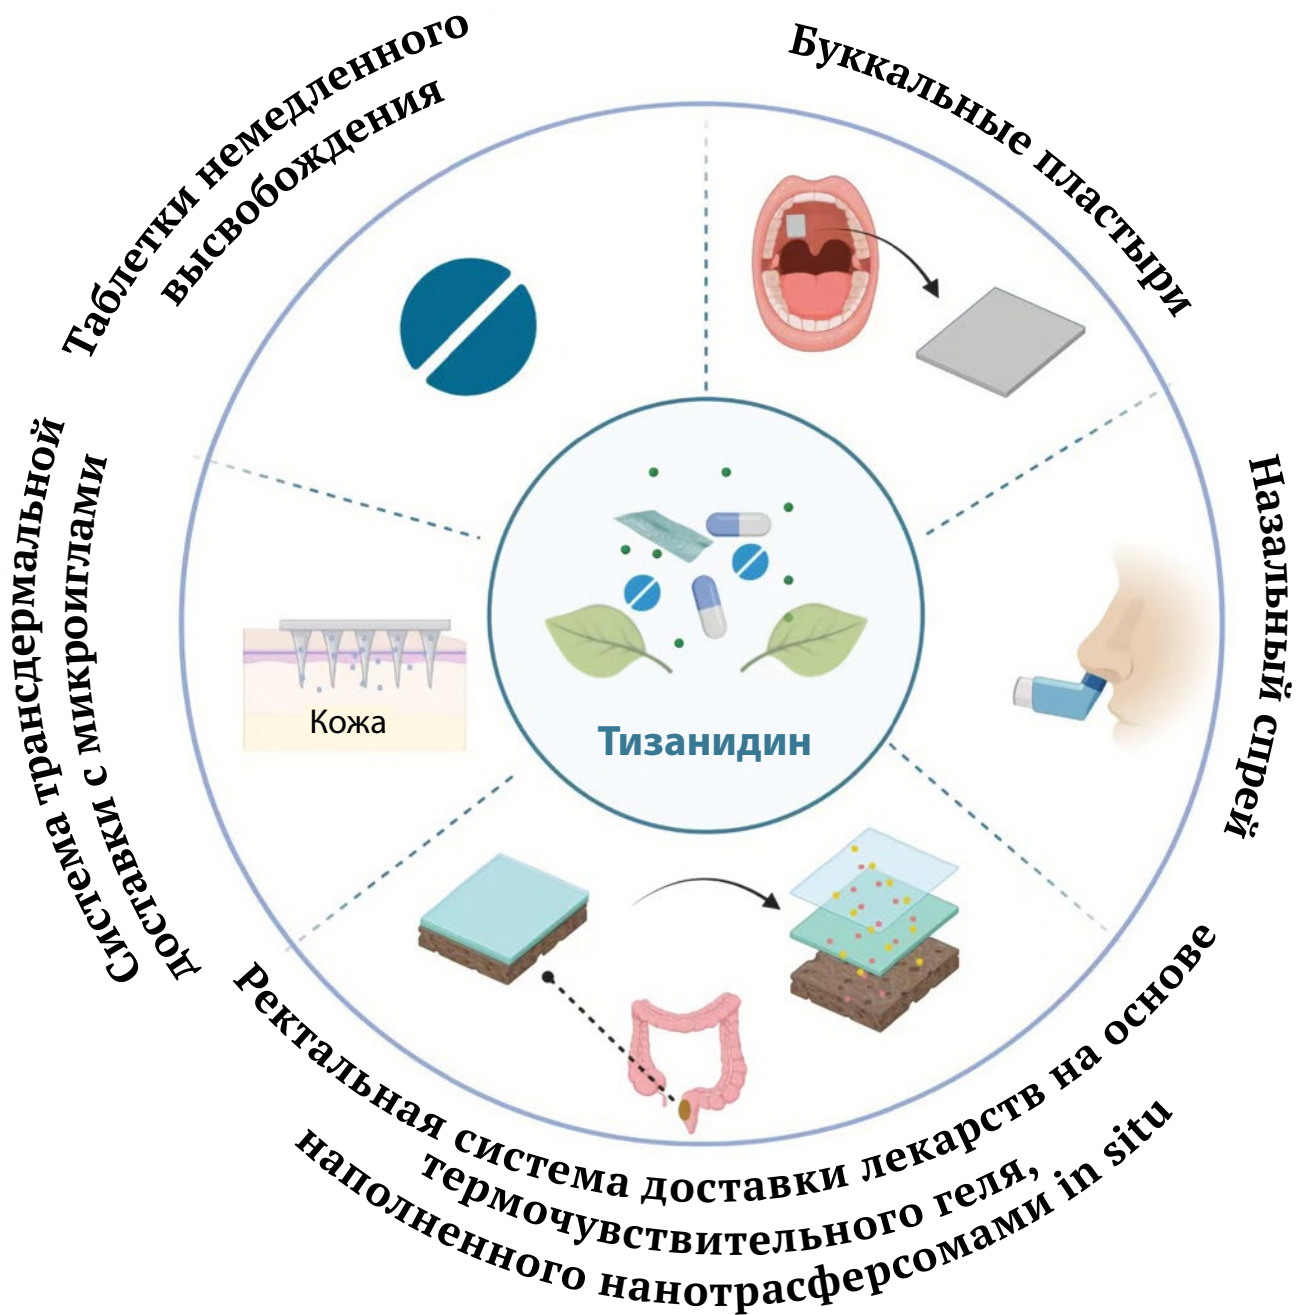 Таблетки немедленного
высвобождения
Буккальные пластыри
Назальный спрей
Ректальная система доставки лекарств на основе
термочувствительного геля,
наполненного нанотрасферсомами in situ
Система трансдермальной
доставки с микроиглами
Кожа
Тизанидин